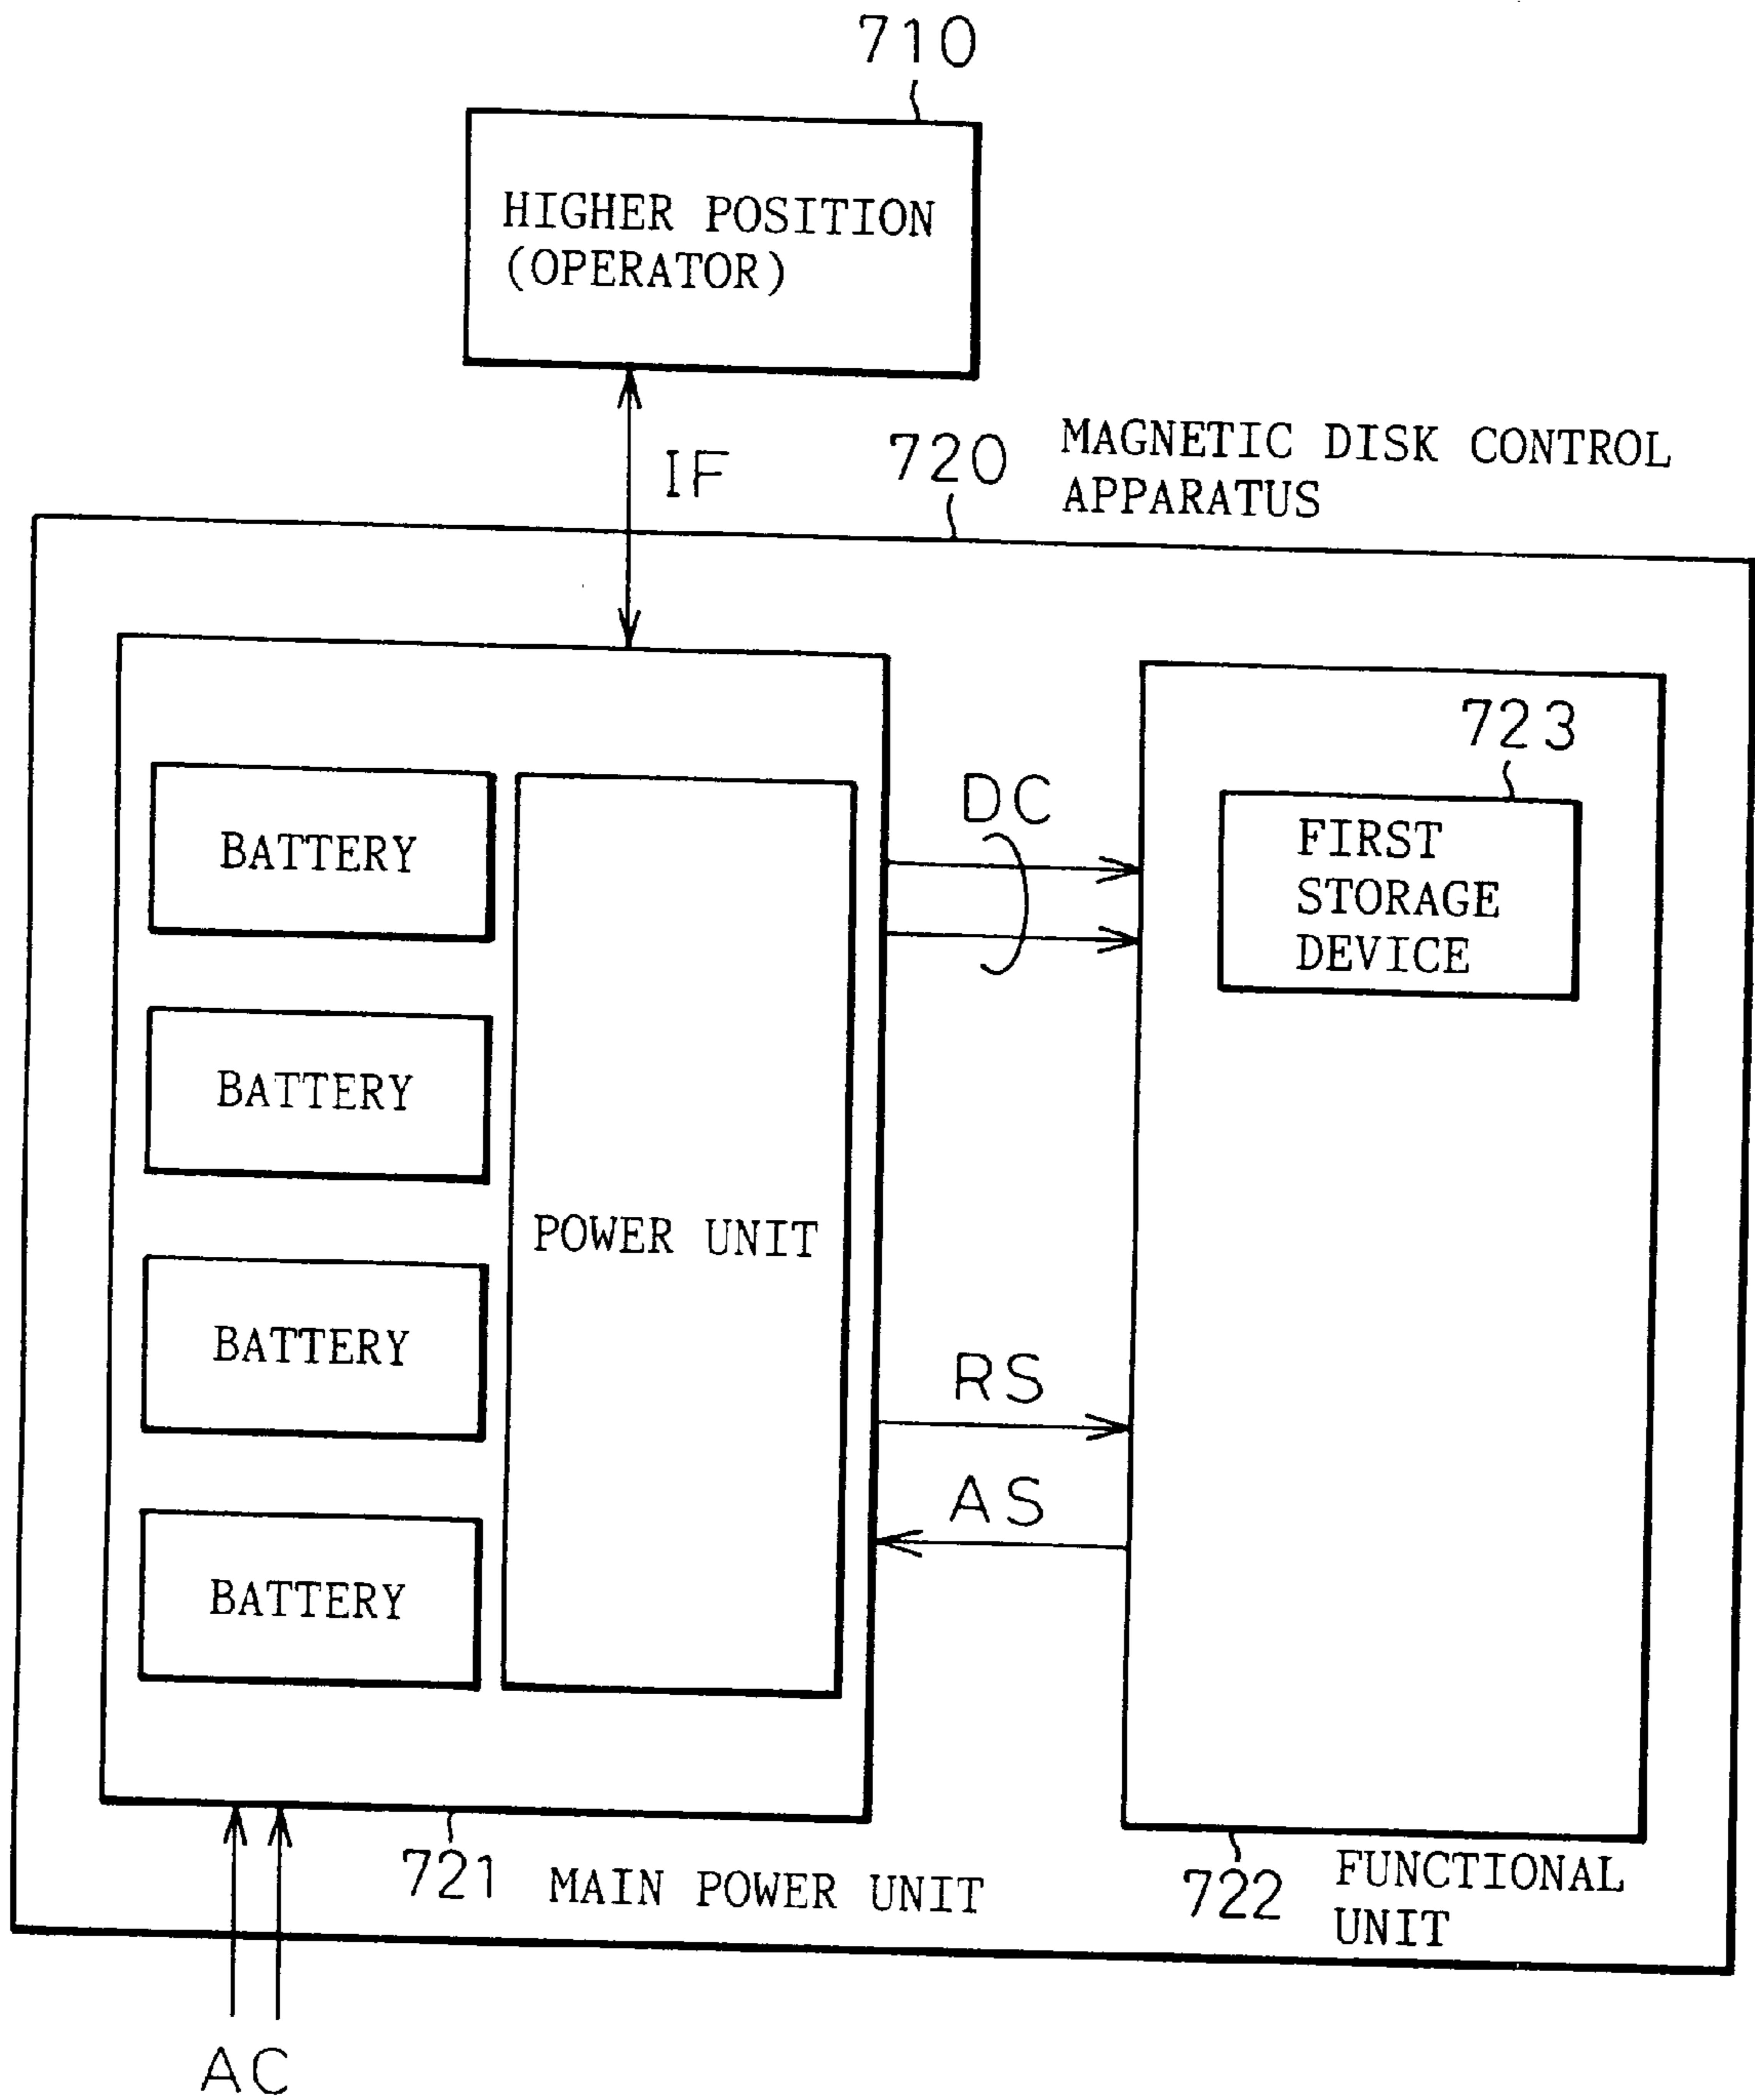 710
HIGHER POSITION
(OPERATOR)
IF
720
MAGNETIC DISK CONTROL
APPARATUS
723
DC
FIRST
STORAGE
DEVICE
BATTERY
BATTERY
POWER UNIT
BATTERY
BATTERY
RS
AS
721 MAIN POWER UNIT
722
FUNCTIONAL
UNIT
AC